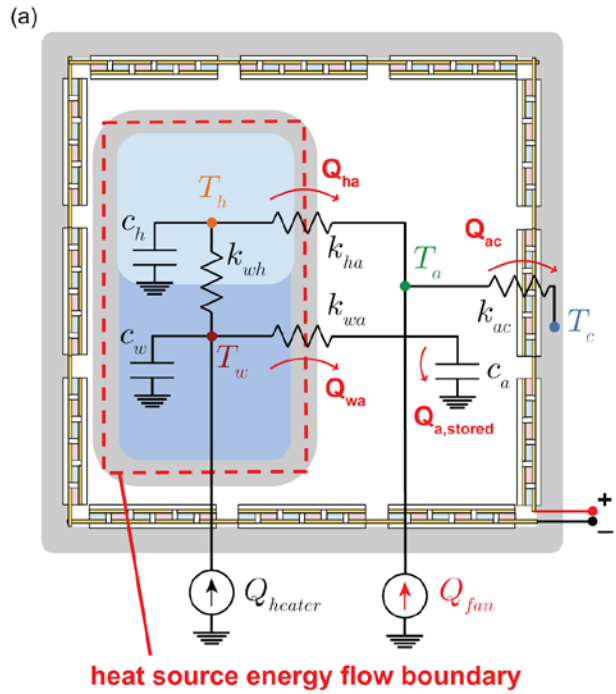 (a)
Q_ha
T_h
c_h
k_wh
k_ha
Q_ac
T_a
k_wa
k_ac
T_c
c_w
T_w
c_a
Q_wa
Q_a,stored
+
−
Q_heater
Q_fan
heat source energy flow boundary